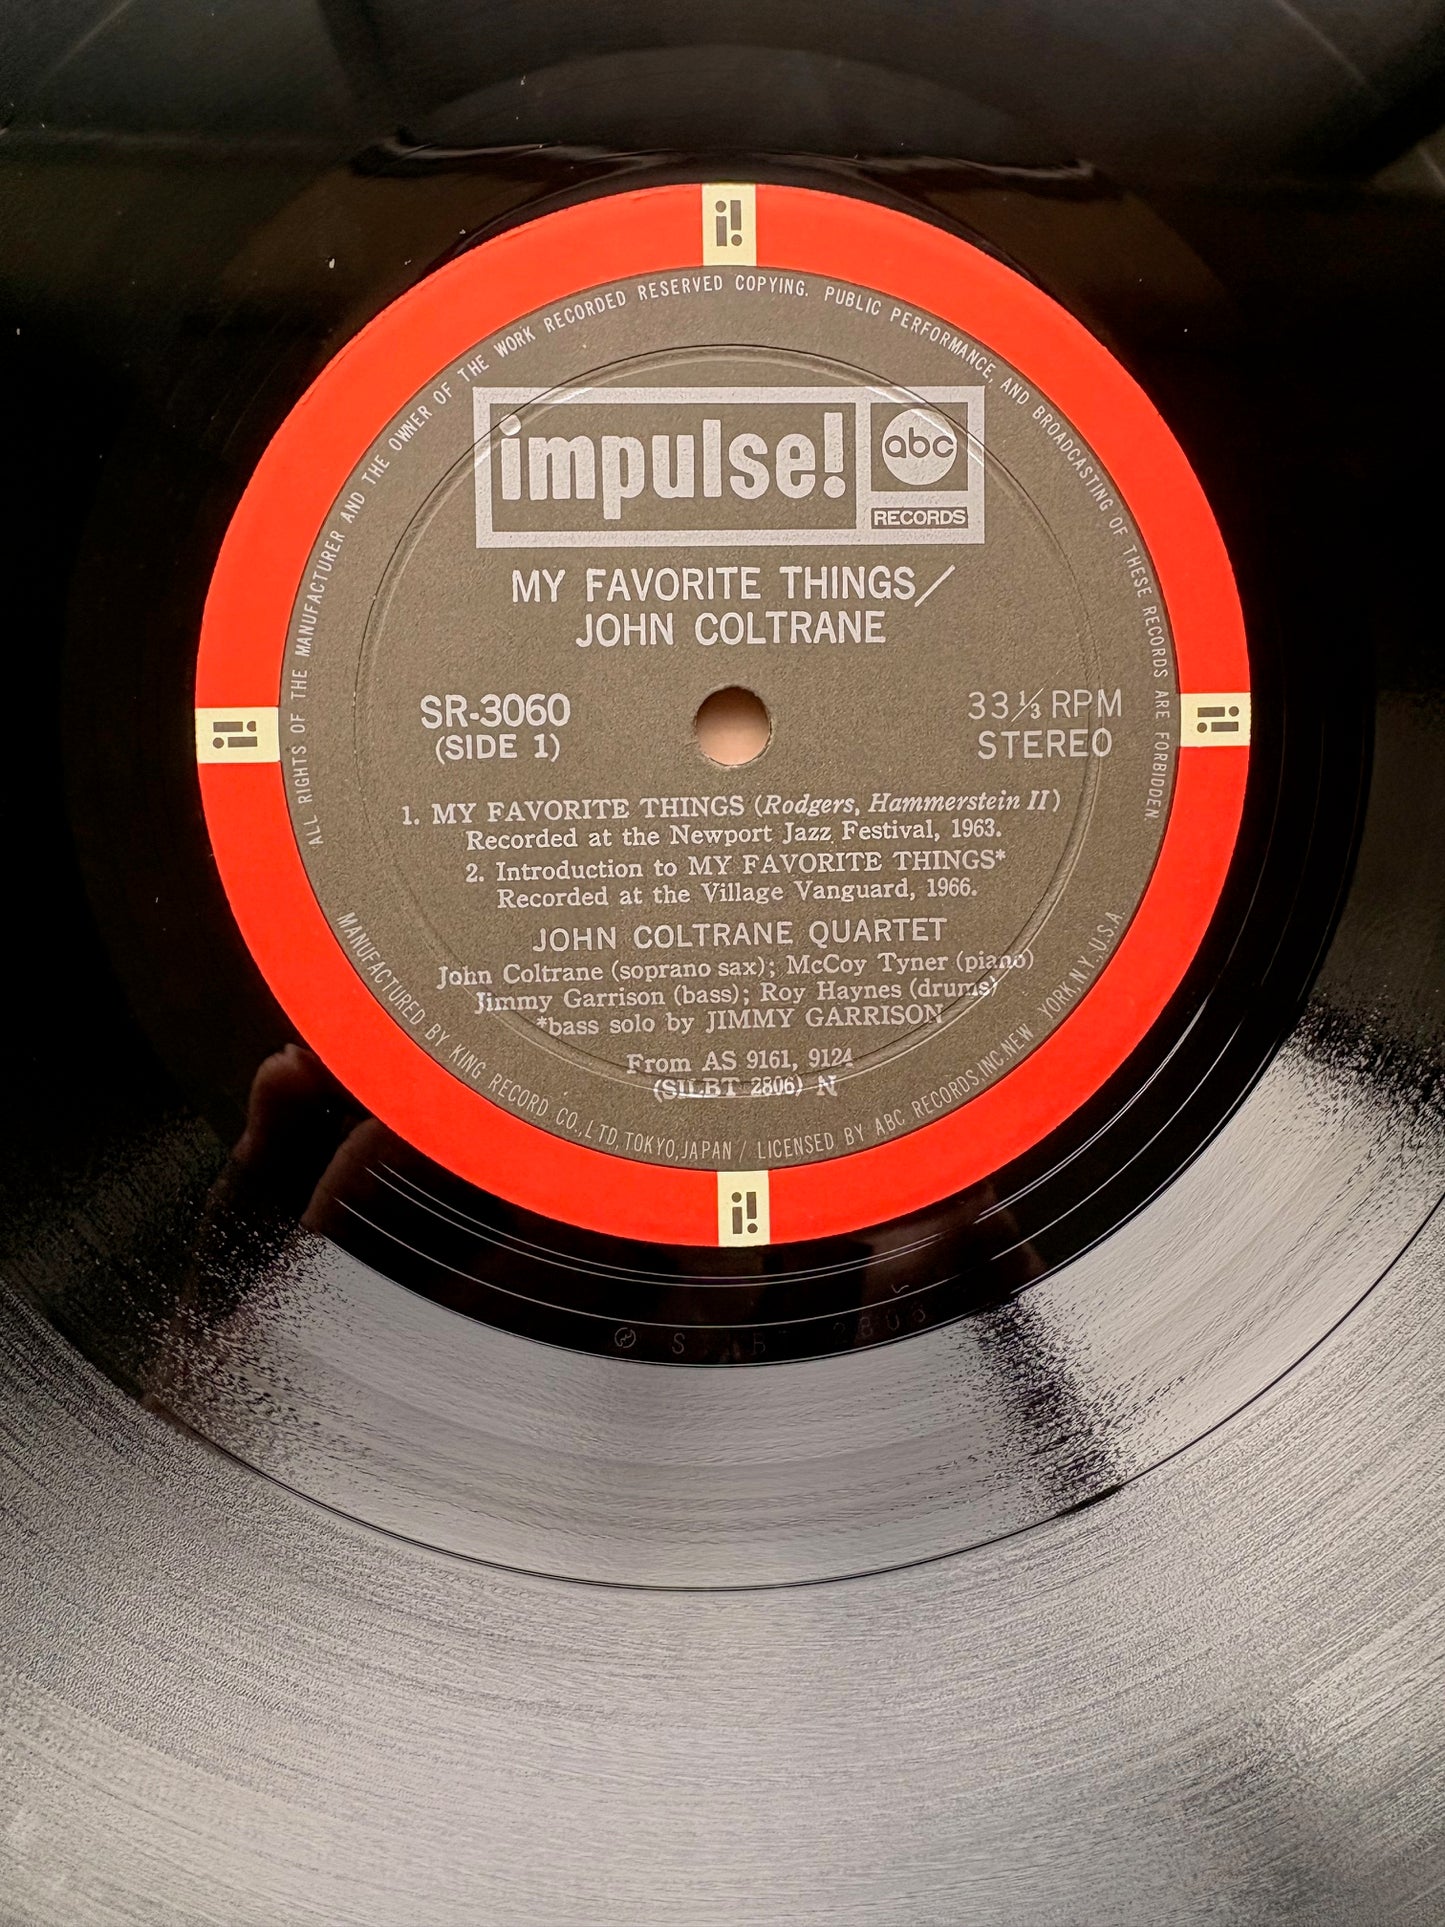 i!
ALL RIGHTS OF THE MANUFACTURER AND THE OWNER OF THE WORK RECORDED RESERVED COPYING. PUBLIC PERFORMANCE, AND BROADCASTING OF THESE RECORDS ARE FORBIDDEN.
impulse! abc
RECORDS
MY FAVORITE THINGS/
JOHN COLTRANE
SR-3060 33 1/3 RPM
(SIDE 1) STEREO
i! i!
1. MY FAVORITE THINGS (Rodgers, Hammerstein II)
Recorded at the Newport Jazz Festival, 1963.
2. Introduction to MY FAVORITE THINGS*
Recorded at the Village Vanguard, 1966.
JOHN COLTRANE QUARTET
John Coltrane (soprano sax); McCoy Tyner (piano)
Jimmy Garrison (bass); Roy Haynes (drums)
*bass solo by JIMMY GARRISON
From AS 9161, 9124
(SILBT 2806) N
MANUFACTURED BY KING RECORD CO., LTD, TOKYO, JAPAN / LICENSED BY ABC RECORDS, INC. NEW YORK, N.Y., U.S.A.
i!